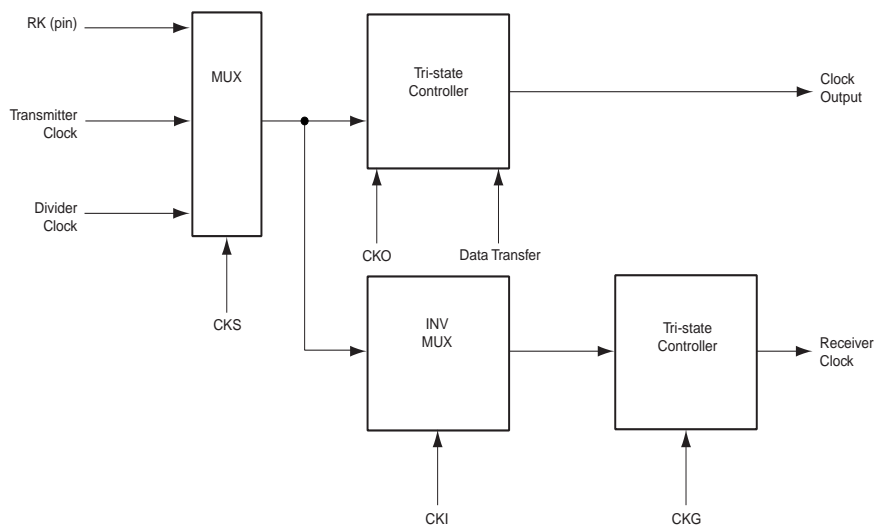 RK (pin)
MUX
Tri-state
Controller
Clock
Output
Transmitter
Clock
Divider
Clock
CKO
Data Transfer
CKS
INV
MUX
Tri-state
Controller
Receiver
Clock
CKI
CKG